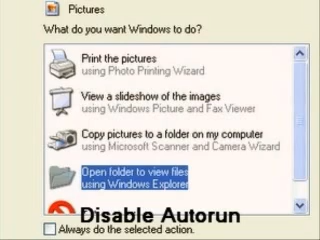 Pictures
What do you want Windows to do?
Print the pictures
using Photo Printing Wizard
View a slideshow of the images
using Windows Picture and Fax Viewer
Copy pictures to a folder on my computer
using Microsoft Scanner and Camera Wizard
Open folder to view files
using Windows Explorer
Disable Autorun
Always do the selected action.